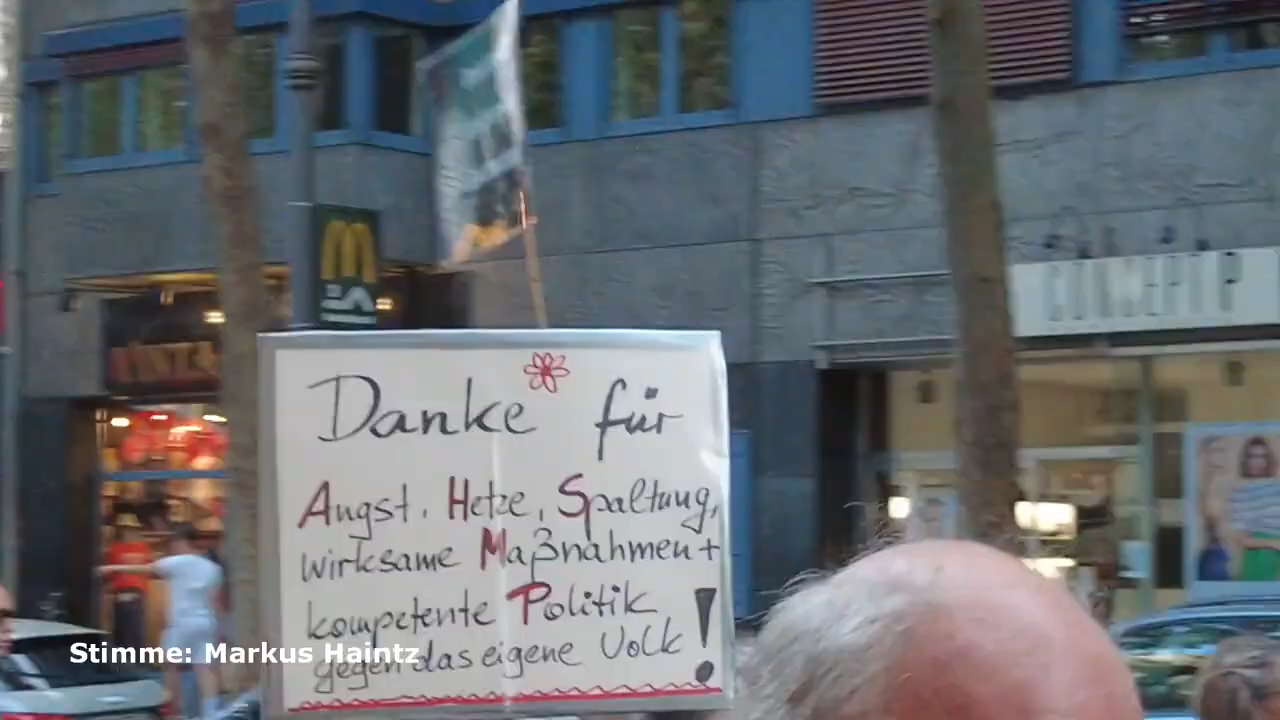 Danke für
Angst, Hetze, Spaltung,
wirksame Maßnahmen +
kompetente Politik
gegen das eigene Volk !
Stimme: Markus Haintz